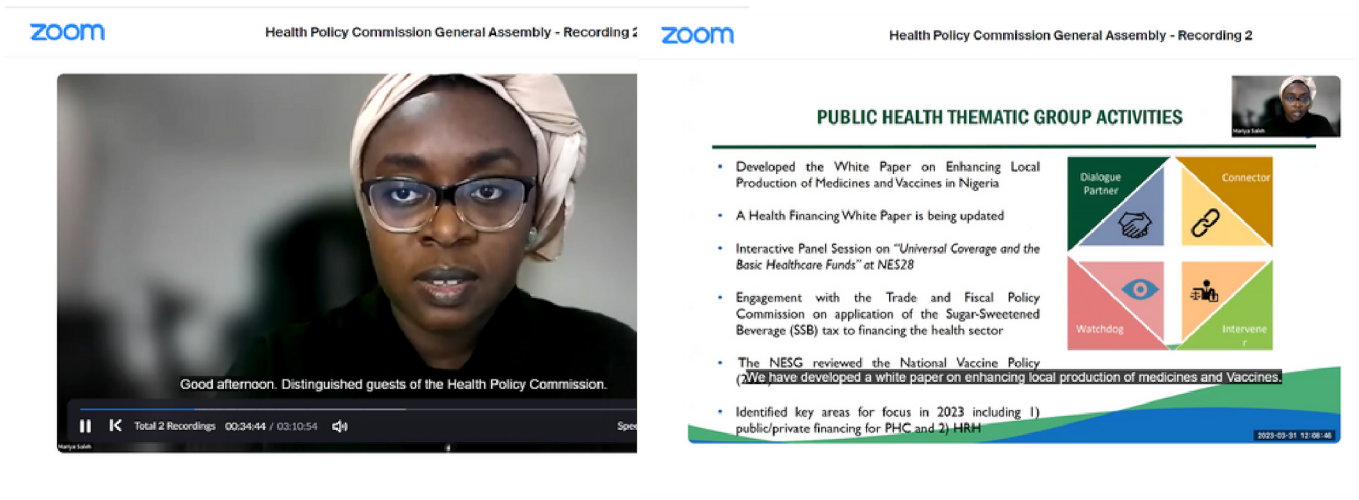 zoom
Health Policy Commission General Assembly - Recording 2
Good afternoon. Distinguished guests of the Health Policy Commission.
Total 2 Recordings 00:34:44 / 03:10:54
Spee
Mariya Saleh
zoom
Health Policy Commission General Assembly - Recording 2
Mariya Saleh
PUBLIC HEALTH THEMATIC GROUP ACTIVITIES
• Developed the White Paper on Enhancing Local
Production of Medicines and Vaccines in Nigeria
• A Health Financing White Paper is being updated
• Interactive Panel Session on “Universal Coverage and the
Basic Healthcare Funds” at NES28
• Engagement with the Trade and Fiscal Policy
Commission on application of the Sugar-Sweetened
Beverage (SSB) tax to financing the health sector
• The NESG reviewed the National Vaccine Policy
We have developed a white paper on enhancing local production of medicines and Vaccines.
• Identified key areas for focus in 2023 including 1)
public/private financing for PHC and 2) HRH
Dialogue
Partner
Connector
Watchdog
Intervene
r
2023-03-31 12:08:46